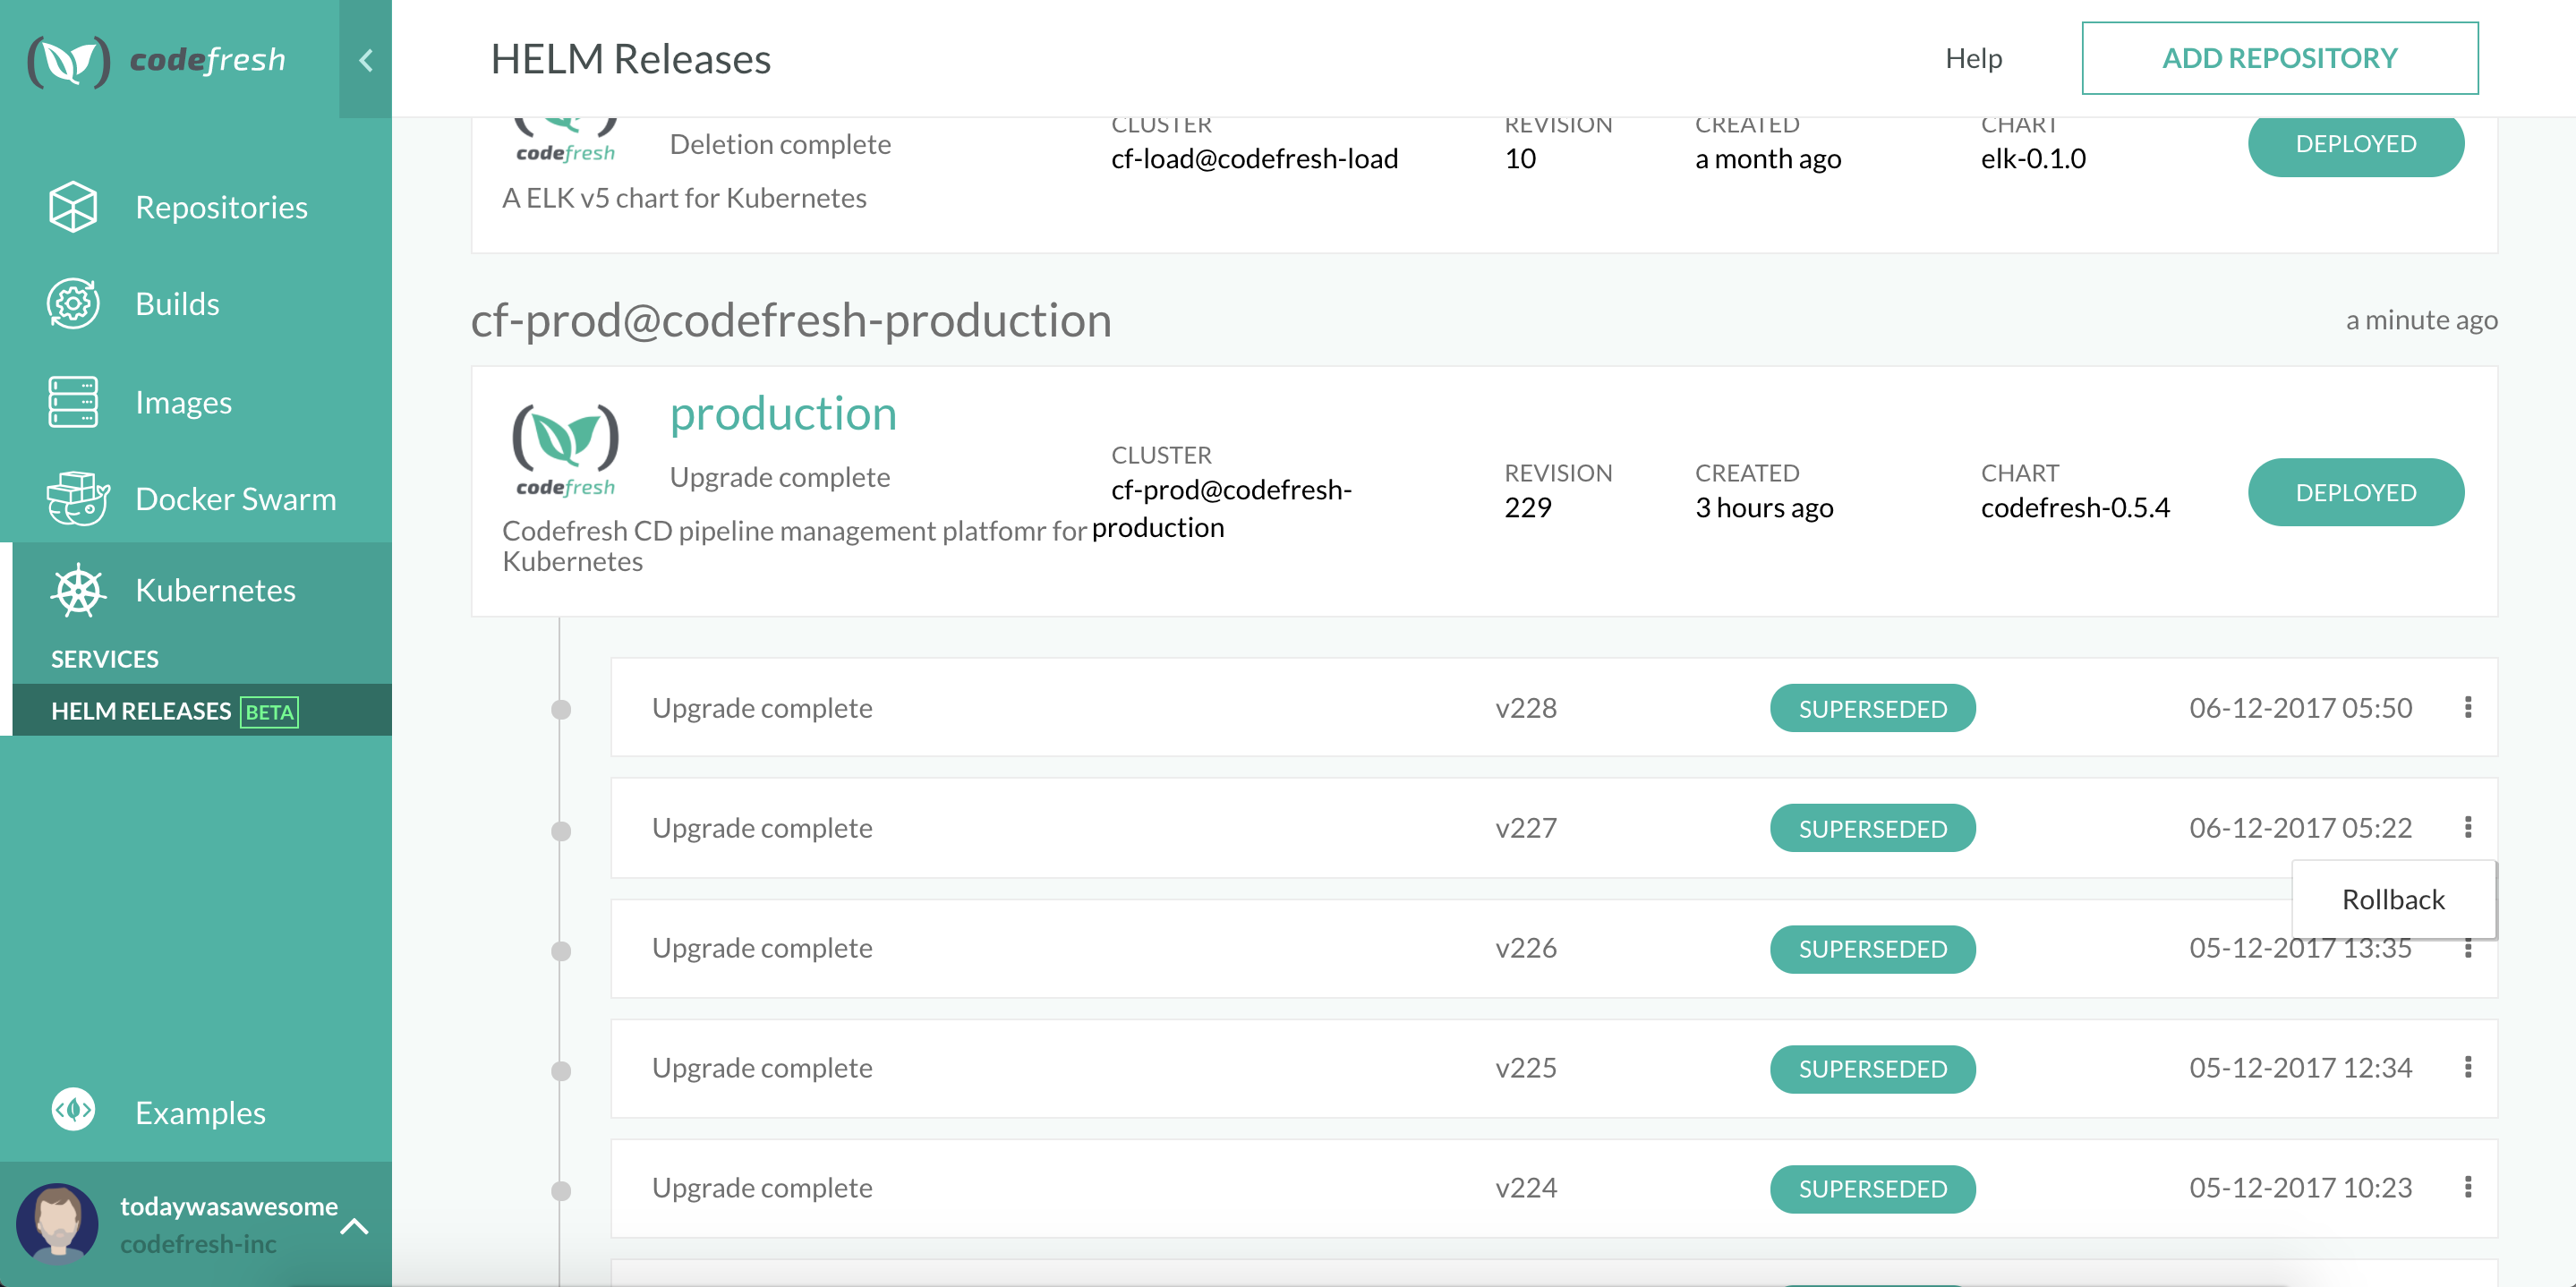 codefresh
Repositories
Builds
Images
Docker Swarm
Kubernetes
SERVICES
HELM RELEASES BETA
Examples
todaywasawesome
codefresh-inc
HELM Releases
Help
ADD REPOSITORY
codefresh
Deletion complete
A ELK v5 chart for Kubernetes
CLUSTER
cf-load@codefresh-load
REVISION
10
CREATED
a month ago
CHART
elk-0.1.0
DEPLOYED
cf-prod@codefresh-production
a minute ago
codefresh
production
Upgrade complete
Codefresh CD pipeline management platfomr for
Kubernetes
CLUSTER
cf-prod@codefresh-
production
REVISION
229
CREATED
3 hours ago
CHART
codefresh-0.5.4
DEPLOYED
Upgrade complete v228 SUPERSEDED 06-12-2017 05:50
Upgrade complete v227 SUPERSEDED 06-12-2017 05:22
Rollback
Upgrade complete v226 SUPERSEDED 05-12-2017 13:35
Upgrade complete v225 SUPERSEDED 05-12-2017 12:34
Upgrade complete v224 SUPERSEDED 05-12-2017 10:23